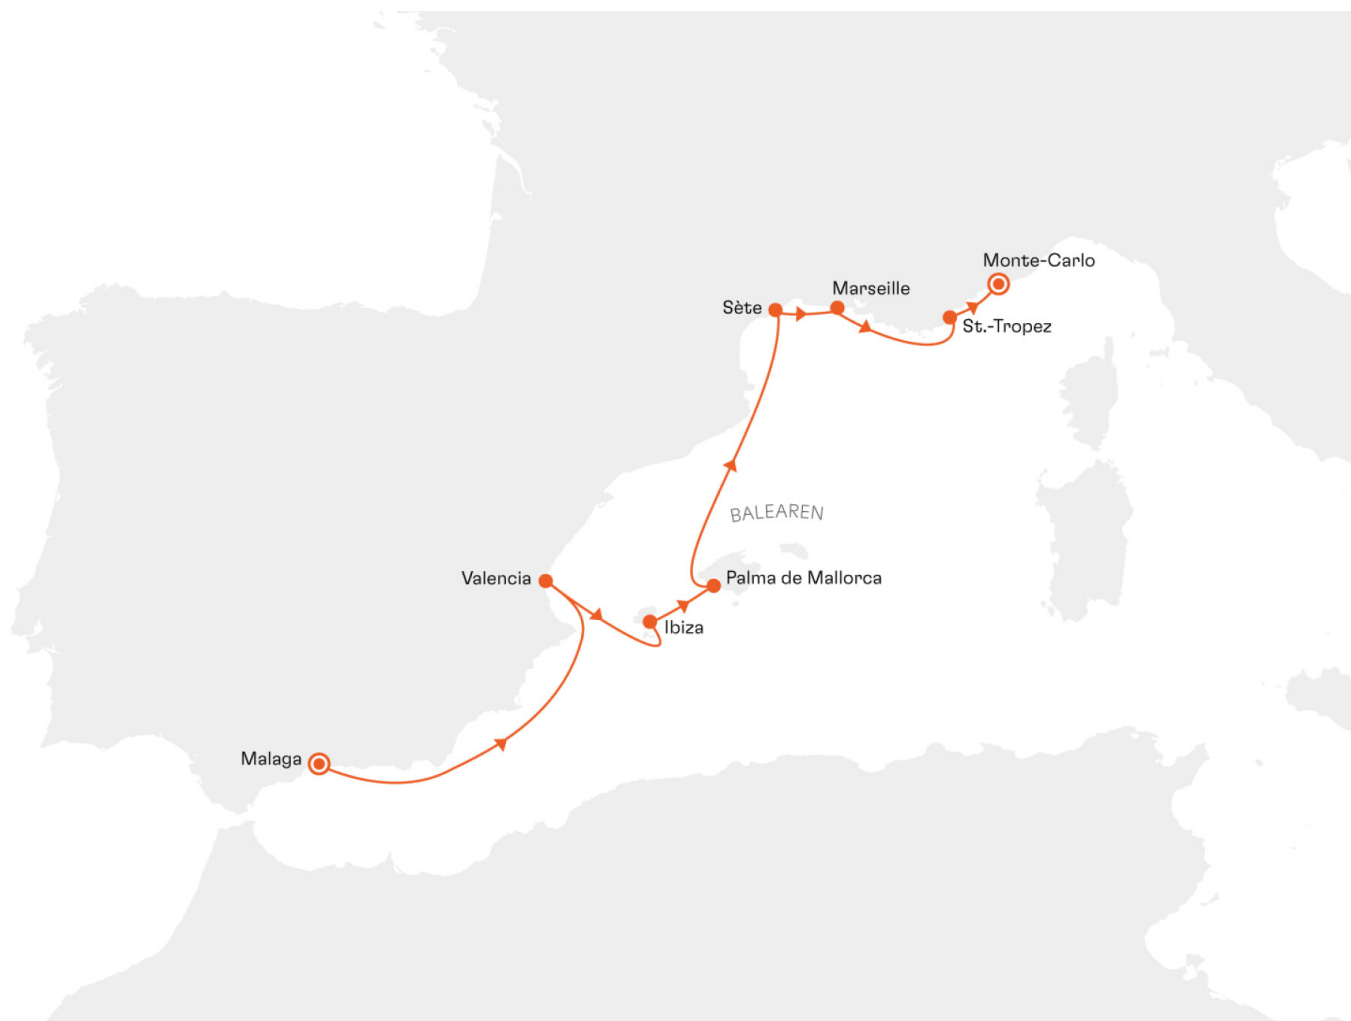 Monte-Carlo
Marseille
Sète
St.-Tropez
BALEAREN
Valencia
Palma de Mallorca
Ibiza
Malaga